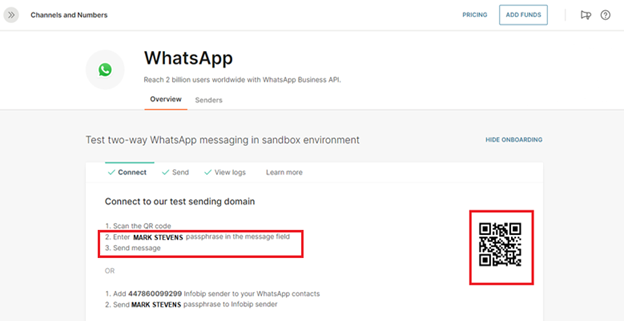 Channels and Numbers
PRICING
ADD FUNDS
WhatsApp
Reach 2 billion users worldwide with WhatsApp Business API.
Overview
Senders
Test two-way WhatsApp messaging in sandbox environment
HIDE ONBOARDING
Connect
Send
View logs
Learn more
Connect to our test sending domain
1. Scan the QR code
2. Enter MARK STEVENS passphrase in the message field
3. Send message
OR
1. Add 447860099299 Infobip sender to your WhatsApp contacts
2. Send MARK STEVENS passphrase to Infobip sender